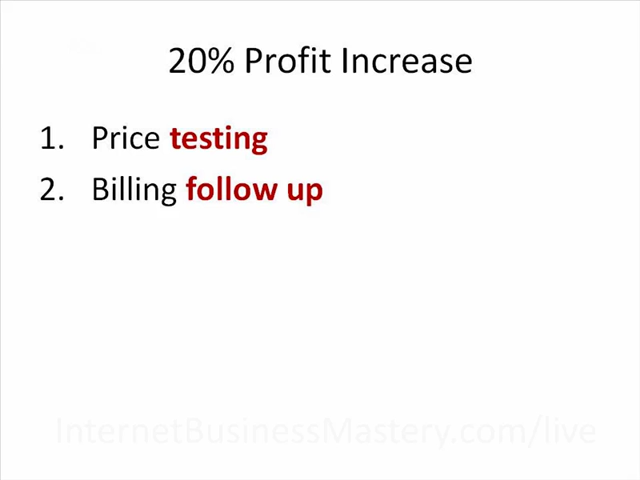 20% Profit Increase
1. Price testing
2. Billing follow up
InternetBusinessMastery.com/live